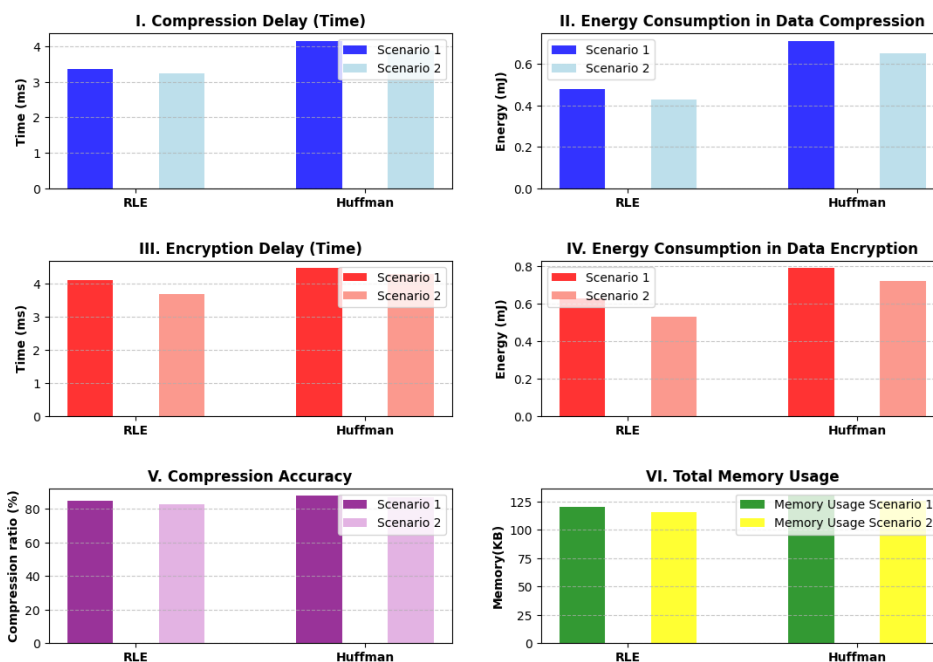 I. Compression Delay (Time)
Time (ms)
4
3
2
1
0
Scenario 1
Scenario 2
RLE
Huffman
II. Energy Consumption in Data Compression
Energy (mJ)
0.6
0.4
0.2
0.0
Scenario 1
Scenario 2
RLE
Huffman
III. Encryption Delay (Time)
Time (ms)
4
3
2
1
0
Scenario 1
Scenario 2
RLE
Huffman
IV. Energy Consumption in Data Encryption
Energy (mJ)
0.8
0.6
0.4
0.2
0.0
Scenario 1
Scenario 2
RLE
Huffman
V. Compression Accuracy
Compression ratio (%)
80
60
40
20
0
Scenario 1
Scenario 2
RLE
Huffman
VI. Total Memory Usage
Memory(KB)
125
100
75
50
25
0
Memory Usage Scenario 1
Memory Usage Scenario 2
RLE
Huffman